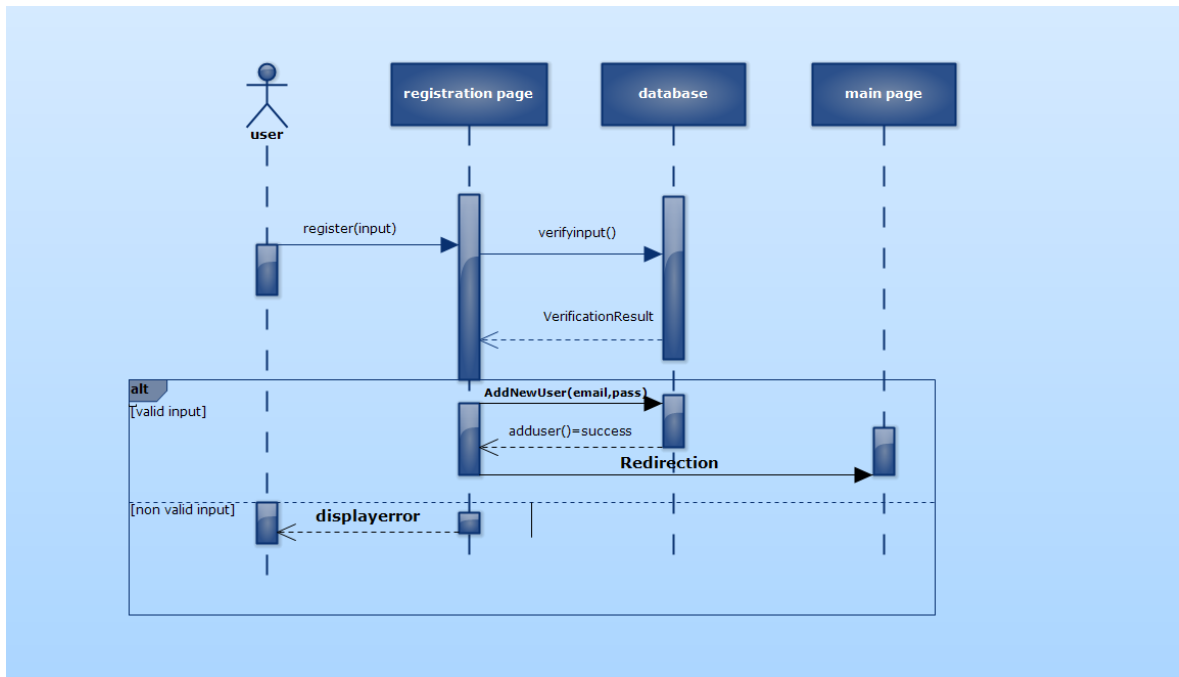 registration page
database
main page
user
register(input)
verifyinput()
VerificationResult
alt
[valid input]
AddNewUser(email,pass)
adduser()=success
Redirection
[non valid input]
displayerror